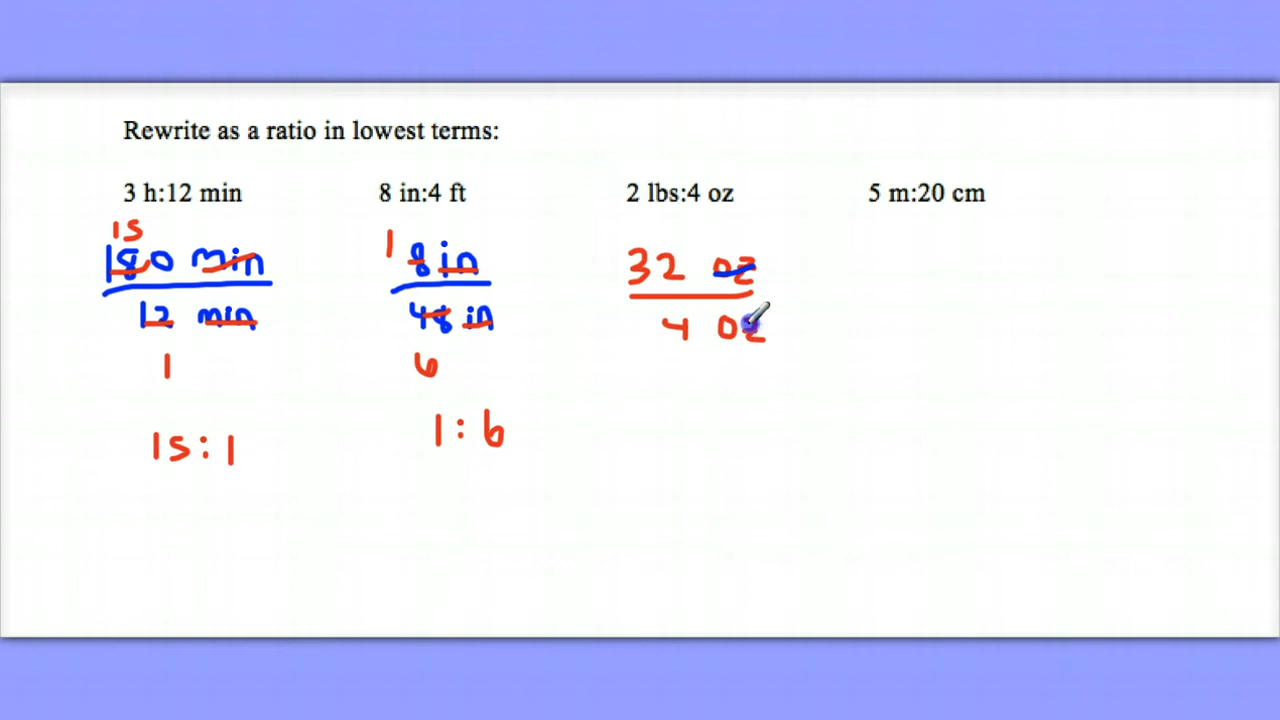 Rewrite as a ratio in lowest terms:
3 h:12 min
8 in:4 ft
2 lbs:4 oz
5 m:20 cm
15
180 min
12 min
1
15:1
1
8 in
48 in
6
1:6
32 oz
4 oz